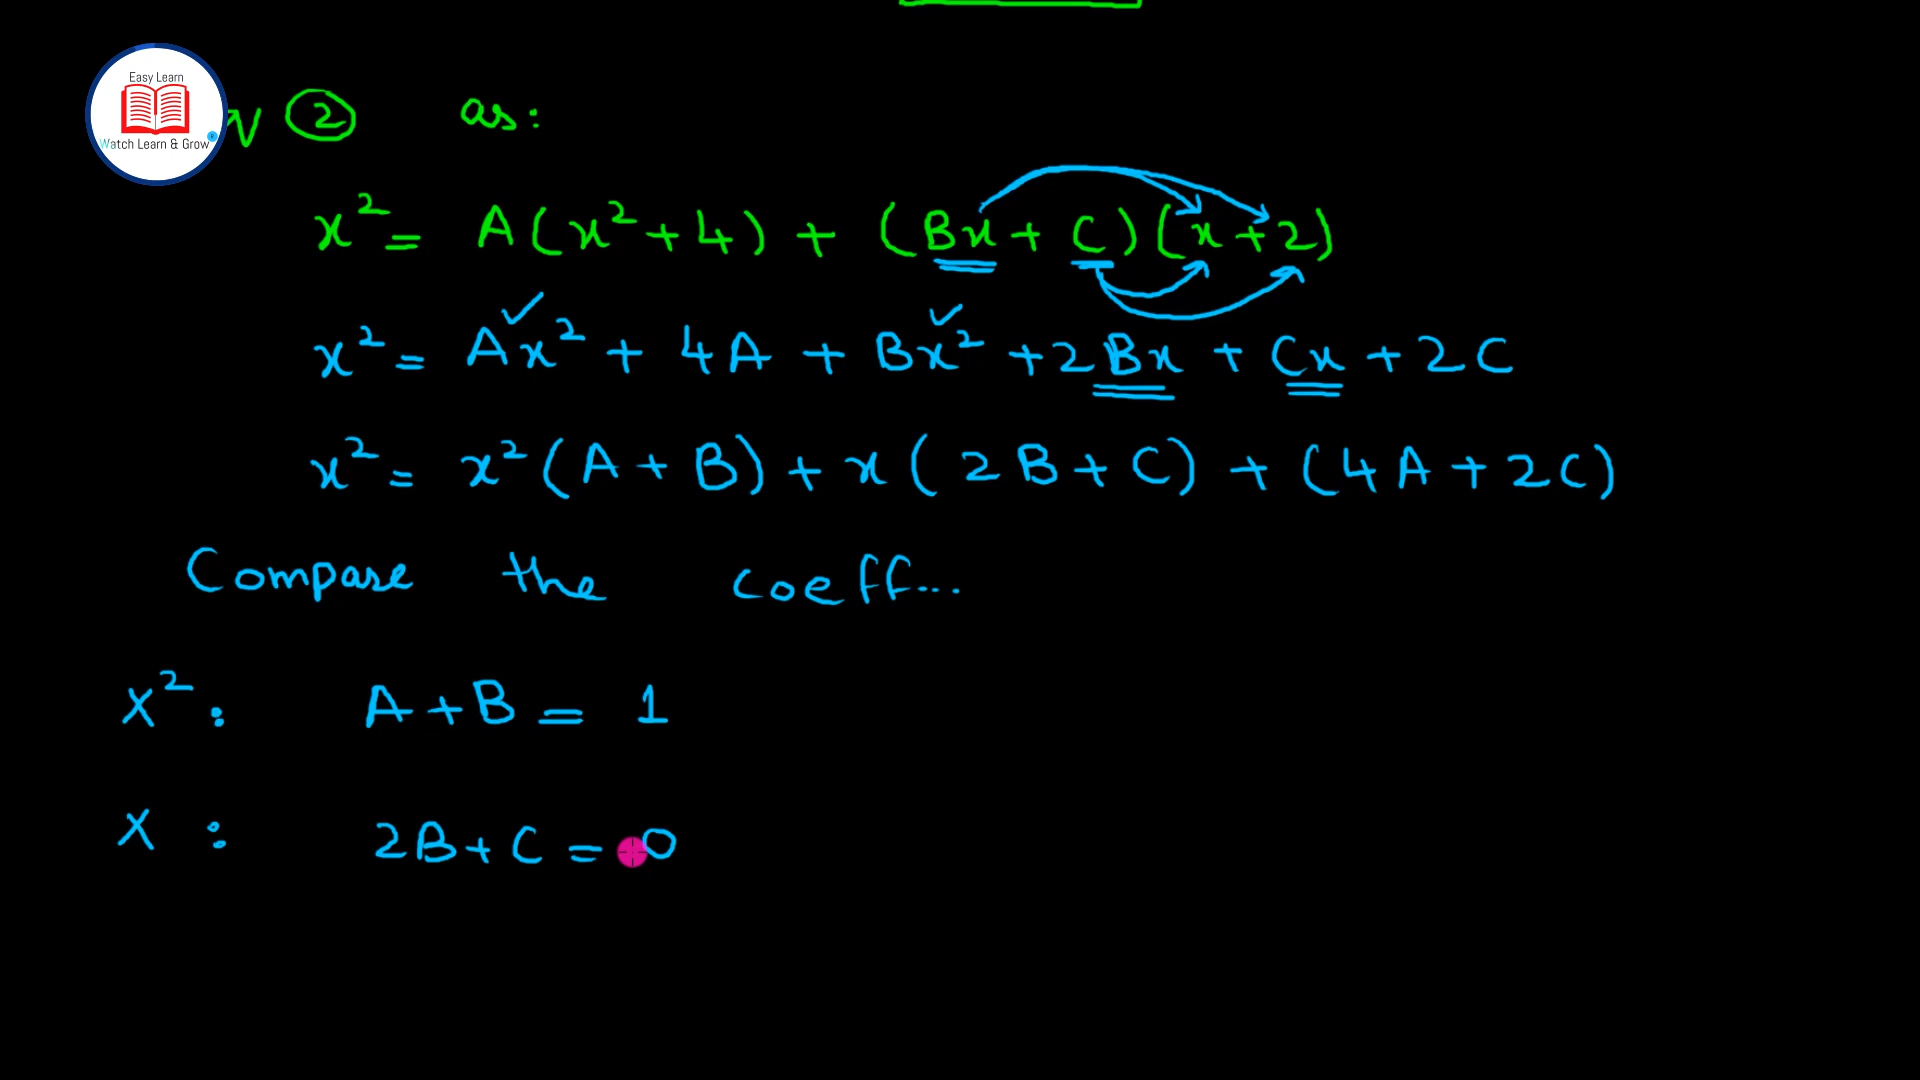 Easy Learn
Watch Learn & Grow
② as:
x² = A(x² + 4) + (Bx + C)(x + 2)
x² = Ax² + 4A + Bx² + 2Bx + Cx + 2C
x² = x²(A + B) + x(2B + C) + (4A + 2C)
Compare the coeff...
X² : A + B = 1
X : 2B + C = 0